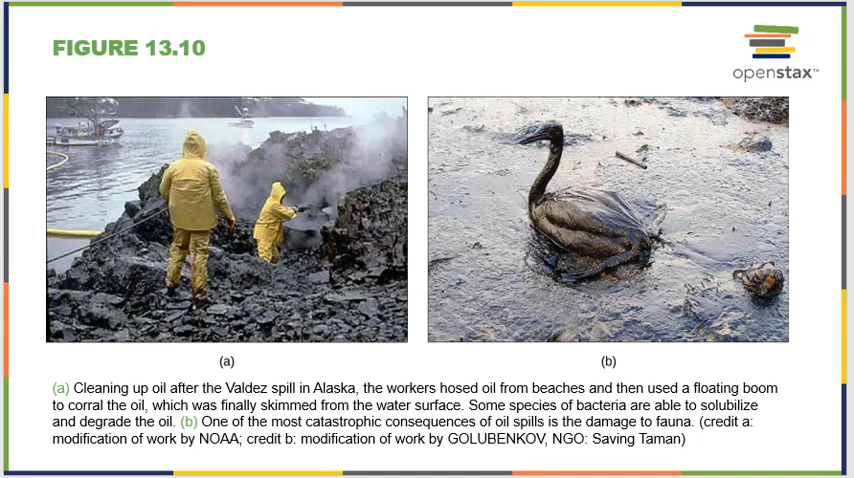 FIGURE 13.10
openstax™
(a)
(b)
(a) Cleaning up oil after the Valdez spill in Alaska, the workers hosed oil from beaches and then used a floating boom
to corral the oil, which was finally skimmed from the water surface. Some species of bacteria are able to solubilize
and degrade the oil. (b) One of the most catastrophic consequences of oil spills is the damage to fauna. (credit a:
modification of work by NOAA; credit b: modification of work by GOLUBENKOV, NGO: Saving Taman)